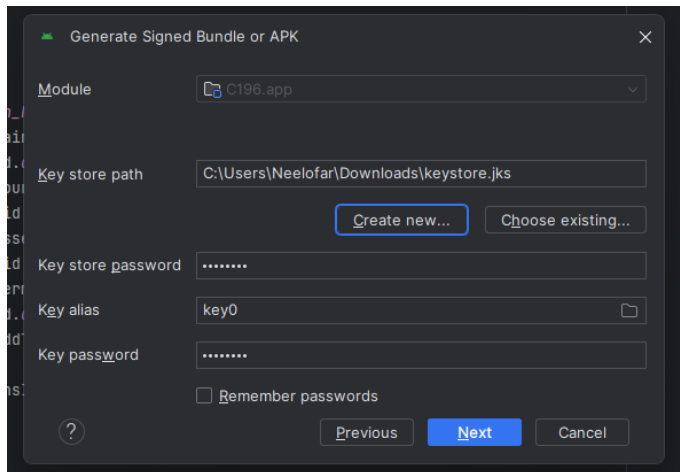 Generate Signed Bundle or APK
Module
C196.app
Key store path
C:\Users\Neelofar\Downloads\keystore.jks
Create new...
Choose existing...
Key store password
••••••••
Key alias
key0
Key password
••••••••
Remember passwords
?
Previous
Next
Cancel